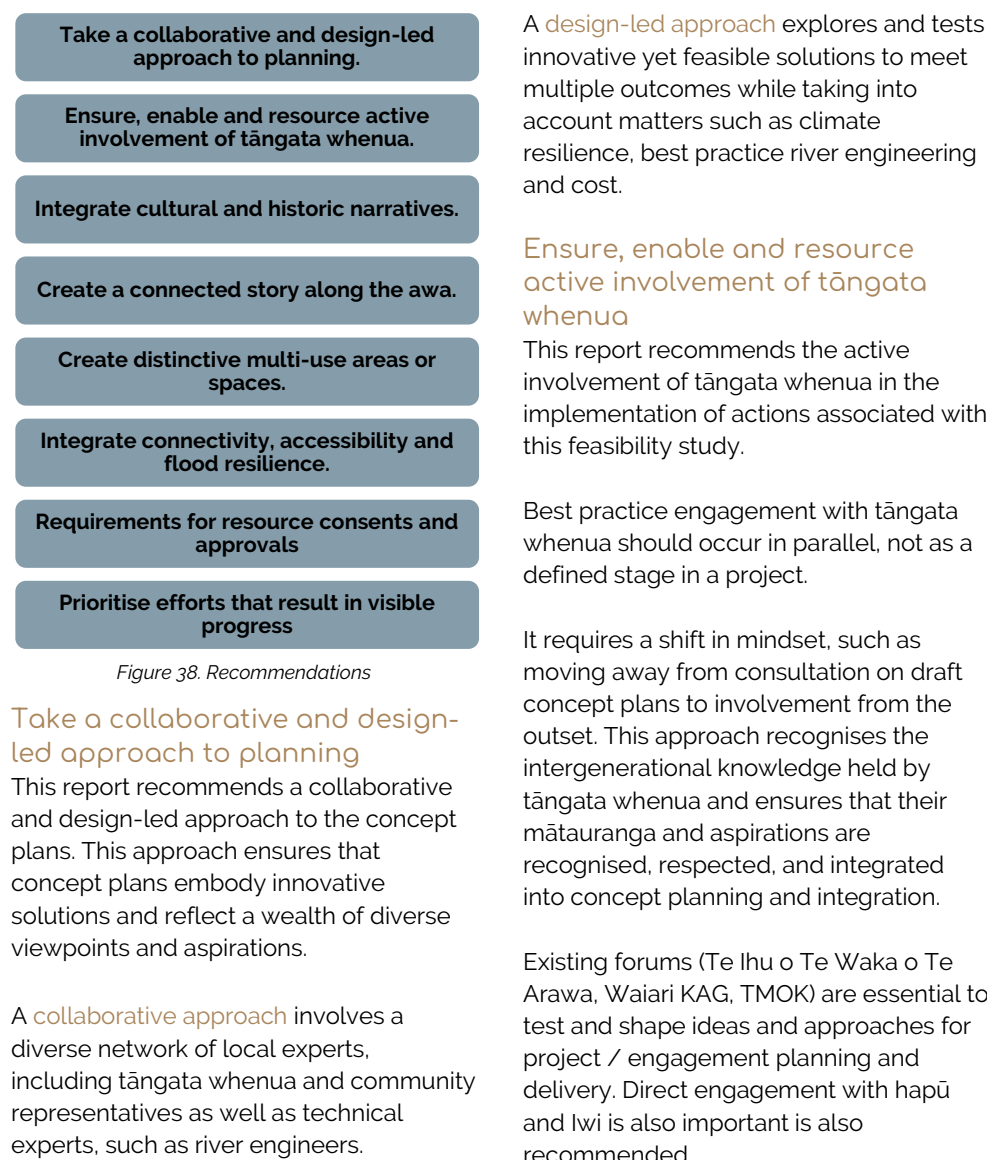 Take a collaborative and design-led
approach to planning.
Ensure, enable and resource active
involvement of tāngata whenua.
Integrate cultural and historic narratives.
Create a connected story along the awa.
Create distinctive multi-use areas or
spaces.
Integrate connectivity, accessibility and
flood resilience.
Requirements for resource consents and
approvals
Prioritise efforts that result in visible
progress
Figure 38. Recommendations
Take a collaborative and design-
led approach to planning
This report recommends a collaborative
and design-led approach to the concept
plans. This approach ensures that
concept plans embody innovative
solutions and reflect a wealth of diverse
viewpoints and aspirations.
A collaborative approach involves a
diverse network of local experts,
including tāngata whenua and community
representatives as well as technical
experts, such as river engineers.
A design-led approach explores and tests
innovative yet feasible solutions to meet
multiple outcomes while taking into
account matters such as climate
resilience, best practice river engineering
and cost.
Ensure, enable and resource
active involvement of tāngata
whenua
This report recommends the active
involvement of tāngata whenua in the
implementation of actions associated with
this feasibility study.
Best practice engagement with tāngata
whenua should occur in parallel, not as a
defined stage in a project.
It requires a shift in mindset, such as
moving away from consultation on draft
concept plans to involvement from the
outset. This approach recognises the
intergenerational knowledge held by
tāngata whenua and ensures that their
mātauranga and aspirations are
recognised, respected, and integrated
into concept planning and integration.
Existing forums (Te Ihu o Te Waka o Te
Arawa, Waiari KAG, TMOK) are essential to
test and shape ideas and approaches for
project / engagement planning and
delivery. Direct engagement with hapū
and Iwi is also important is also
recommended